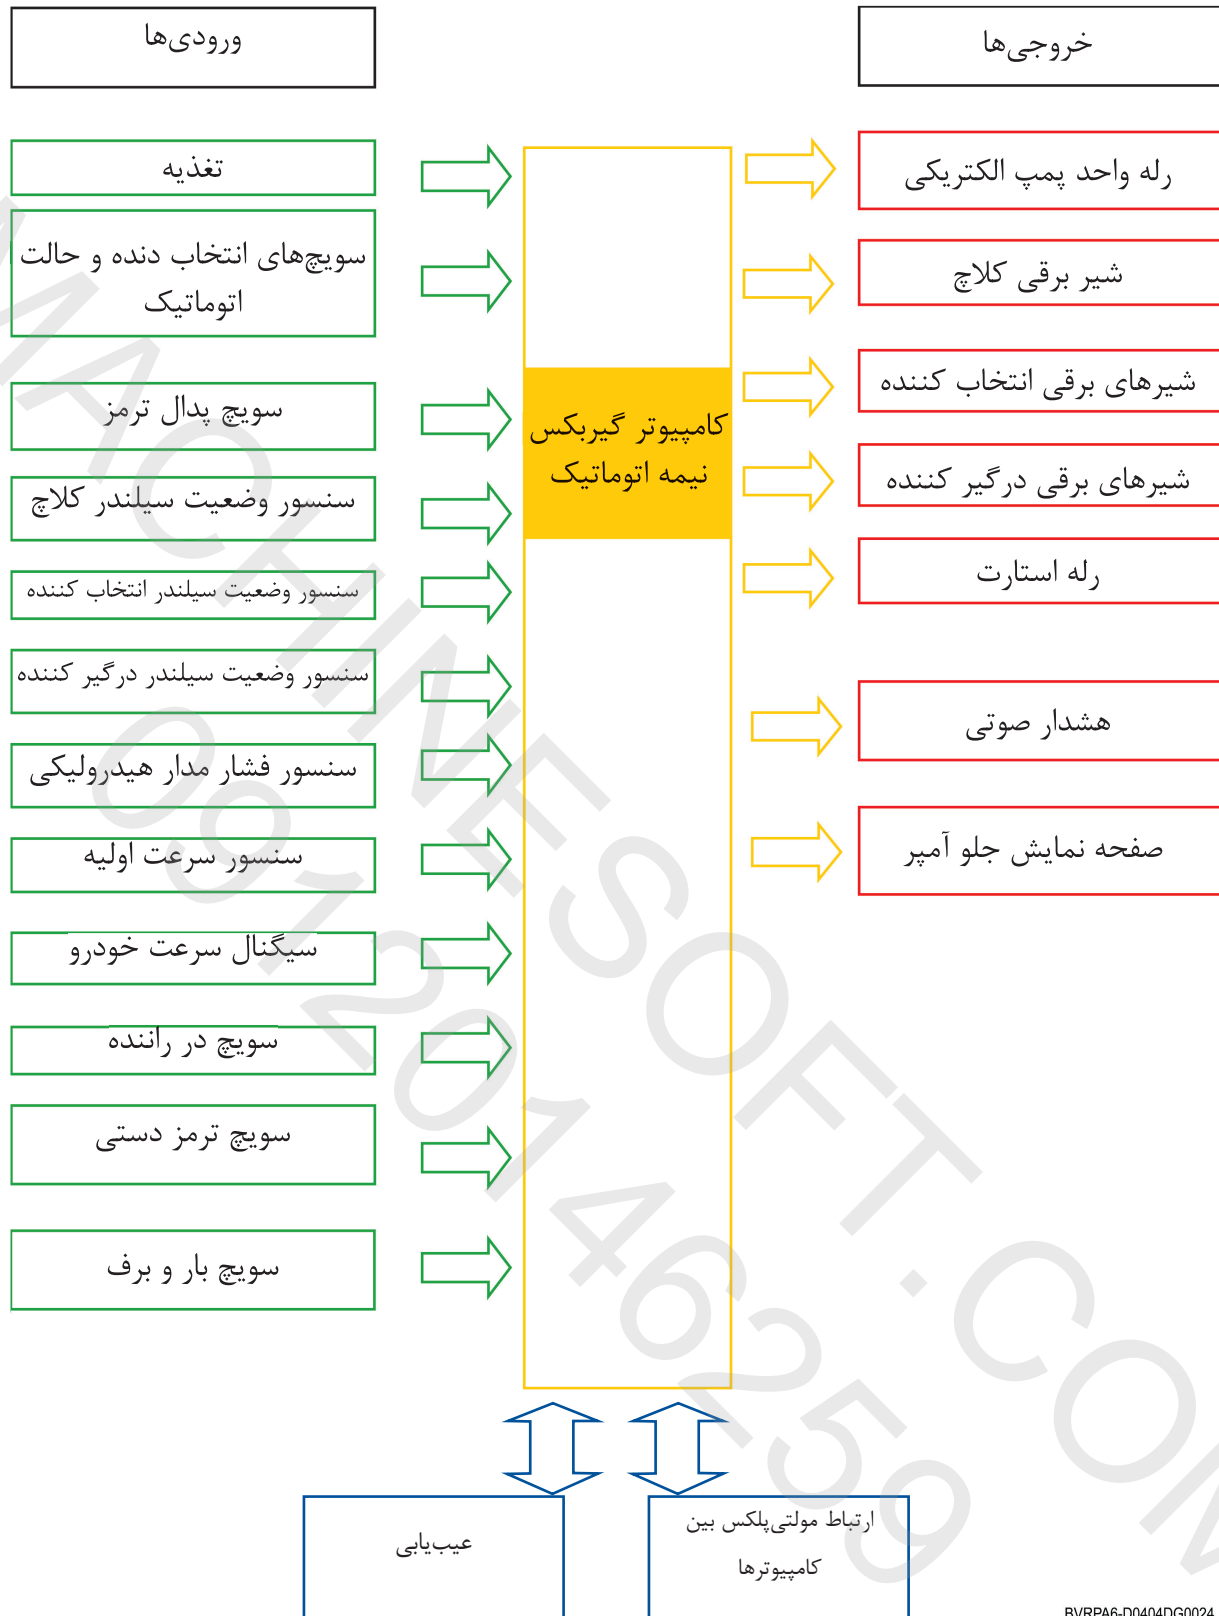 ورودی‌ها
خروجی‌ها
تغذیه
سویچ‌های انتخاب دنده و حالت
اتوماتیک
سویچ پدال ترمز
سنسور وضعیت سیلندر کلاچ
سنسور وضعیت سیلندر انتخاب کننده
سنسور وضعیت سیلندر درگیر کننده
سنسور فشار مدار هیدرولیکی
سنسور سرعت اولیه
سیگنال سرعت خودرو
سویچ در راننده
سویچ ترمز دستی
سویچ بار و برف
کامپیوتر گیربکس
نیمه اتوماتیک
رله واحد پمپ الکتریکی
شیر برقی کلاچ
شیرهای برقی انتخاب کننده
شیرهای برقی درگیر کننده
رله استارت
هشدار صوتی
صفحه نمایش جلو آمپر
عیب‌یابی
ارتباط مولتی‌پلکس بین
کامپیوترها
BVRPA6-D0404DG0024
MACHINESOFT.COM
09120146259